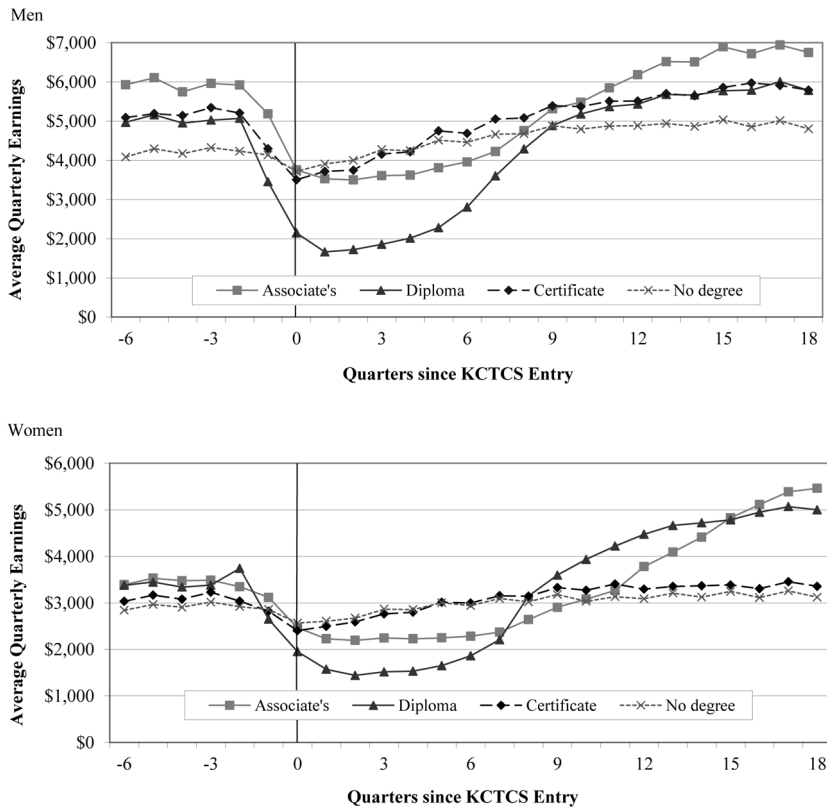 Men
$7,000
$6,000
$5,000
$4,000
$3,000
$2,000
$1,000
$0
Average Quarterly Earnings
Associate's Diploma Certificate No degree
-6 -3 0 3 6 9 12 15 18
Quarters since KCTCS Entry
Women
$6,000
$5,000
$4,000
$3,000
$2,000
$1,000
$0
Average Quarterly Earnings
Associate's Diploma Certificate No degree
-6 -3 0 3 6 9 12 15 18
Quarters since KCTCS Entry